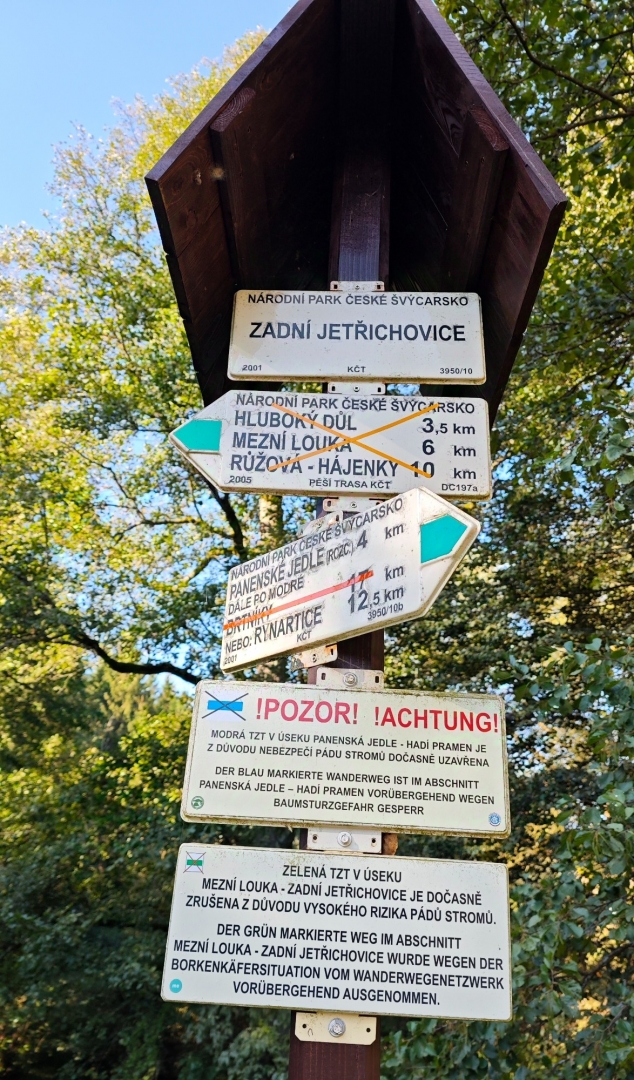 NÁRODNÍ PARK ČESKÉ ŠVÝCARSKO
ZADNÍ JETŘICHOVICE
2001 KČT 3950/10
NÁRODNÍ PARK ČESKÉ ŠVÝCARSKO
HLUBOKÝ DŮL 3,5 km
MEZNÍ LOUKA 6 km
RŮŽOVÁ - HÁJENKY 10 km
2005 PĚŠÍ TRASA KČT DC197a
NÁRODNÍ PARK ČESKÉ ŠVÝCARSKO
PANENSKÉ JEDLE (ROZC.) 4 km
DÁLE PO MODRÉ
BRTNÍKY 17 km
NEBO: RYNARTICE 12,5 km
2001 KČT 3950/10b
!POZOR! !ACHTUNG!
MODRÁ TZT V ÚSEKU PANENSKÁ JEDLE - HADÍ PRAMEN JE
Z DŮVODU NEBEZPEČÍ PÁDU STROMŮ DOČASNĚ UZAVŘENA
DER BLAU MARKIERTE WANDERWEG IST IM ABSCHNITT
PANENSKÁ JEDLE – HADÍ PRAMEN VORÜBERGEHEND WEGEN
BAUMSTURZGEFAHR GESPERR
ZELENÁ TZT V ÚSEKU
MEZNÍ LOUKA - ZADNÍ JETŘICHOVICE JE DOČASNĚ
ZRUŠENA Z DŮVODU VYSOKÉHO RIZIKA PÁDŮ STROMŮ.
DER GRÜN MARKIERTE WEG IM ABSCHNITT
MEZNÍ LOUKA - ZADNÍ JETŘICHOVICE WURDE WEGEN DER
BORKENKÄFERSITUATION VOM WANDERWEGENETZWERK
VORÜBERGEHEND AUSGENOMMEN.